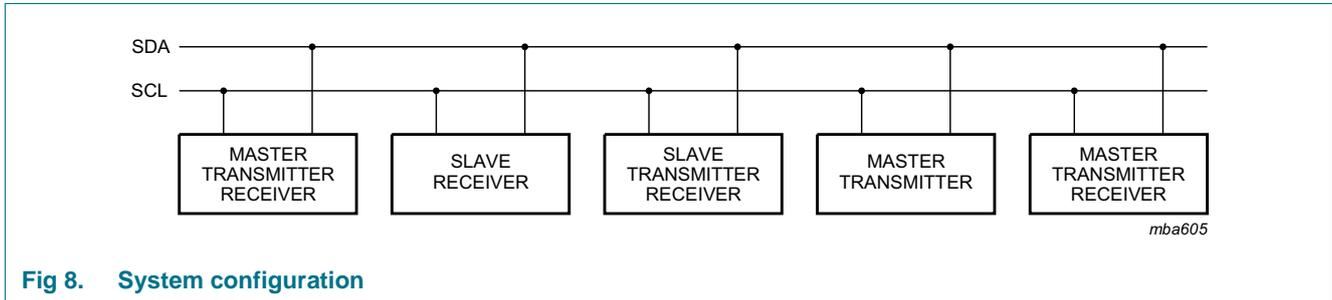 SDA
SCL
MASTER
TRANSMITTER
RECEIVER
SLAVE
RECEIVER
SLAVE
TRANSMITTER
RECEIVER
MASTER
TRANSMITTER
MASTER
TRANSMITTER
RECEIVER
mba605
Fig 8. System configuration